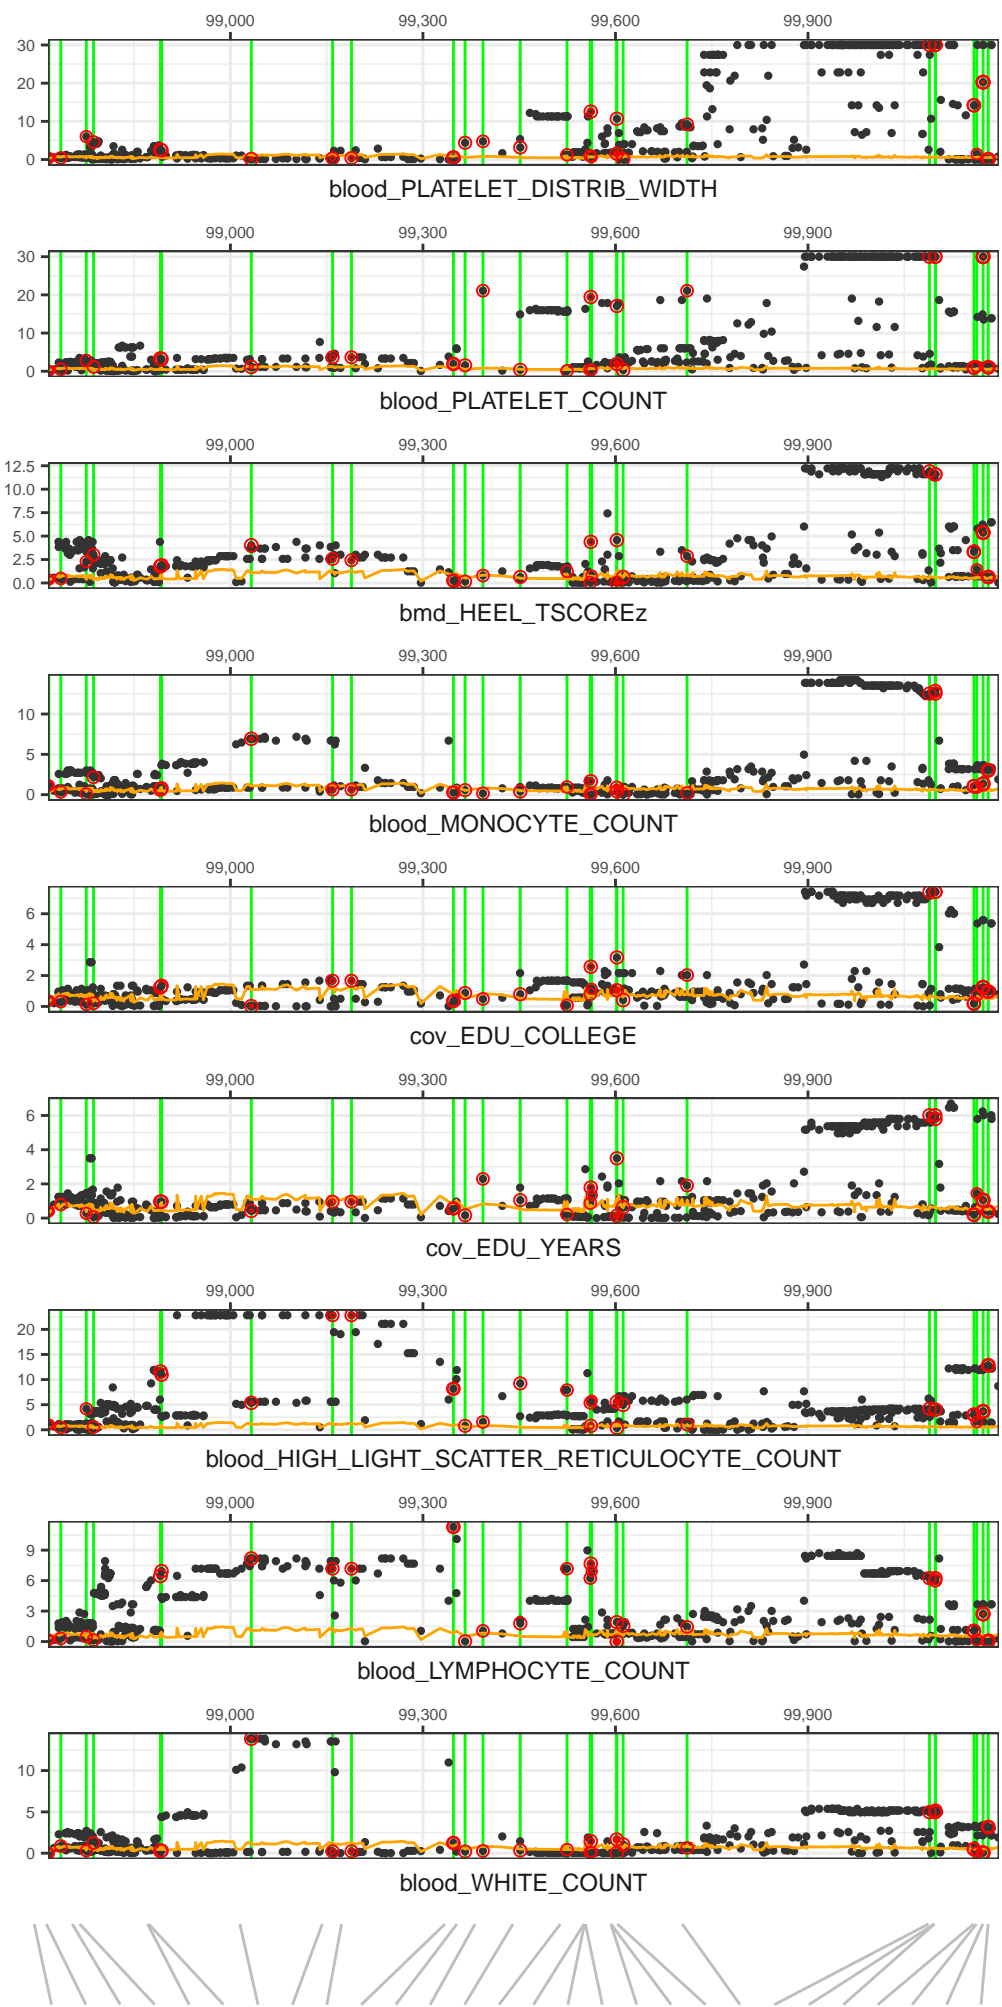 99,000 99,300 99,600 99,900
30
20
10
0
blood_PLATELET_DISTRIB_WIDTH
99,000 99,300 99,600 99,900
30
20
10
0
blood_PLATELET_COUNT
99,000 99,300 99,600 99,900
12.5
10.0
7.5
5.0
2.5
0.0
bmd_HEEL_TSCOREz
99,000 99,300 99,600 99,900
10
5
0
blood_MONOCYTE_COUNT
99,000 99,300 99,600 99,900
6
4
2
0
cov_EDU_COLLEGE
99,000 99,300 99,600 99,900
6
4
2
0
cov_EDU_YEARS
99,000 99,300 99,600 99,900
20
15
10
5
0
blood_HIGH_LIGHT_SCATTER_RETICULOCYTE_COUNT
99,000 99,300 99,600 99,900
9
6
3
0
blood_LYMPHOCYTE_COUNT
99,000 99,300 99,600 99,900
10
5
0
blood_WHITE_COUNT